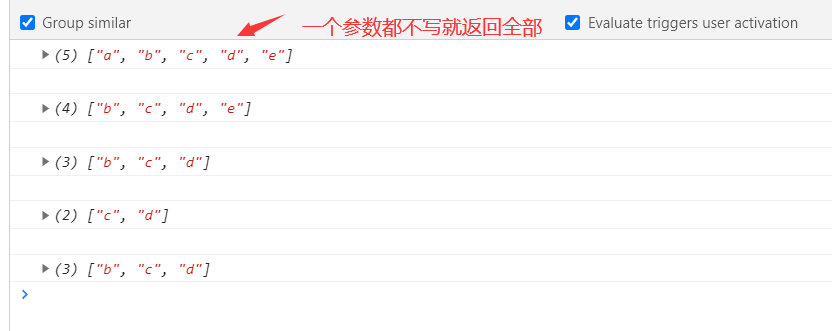 Group similar 一个参数都不写就返回全部 Evaluate triggers user activation
(5) ["a", "b", "c", "d", "e"]
(4) ["b", "c", "d", "e"]
(3) ["b", "c", "d"]
(2) ["c", "d"]
(3) ["b", "c", "d"]